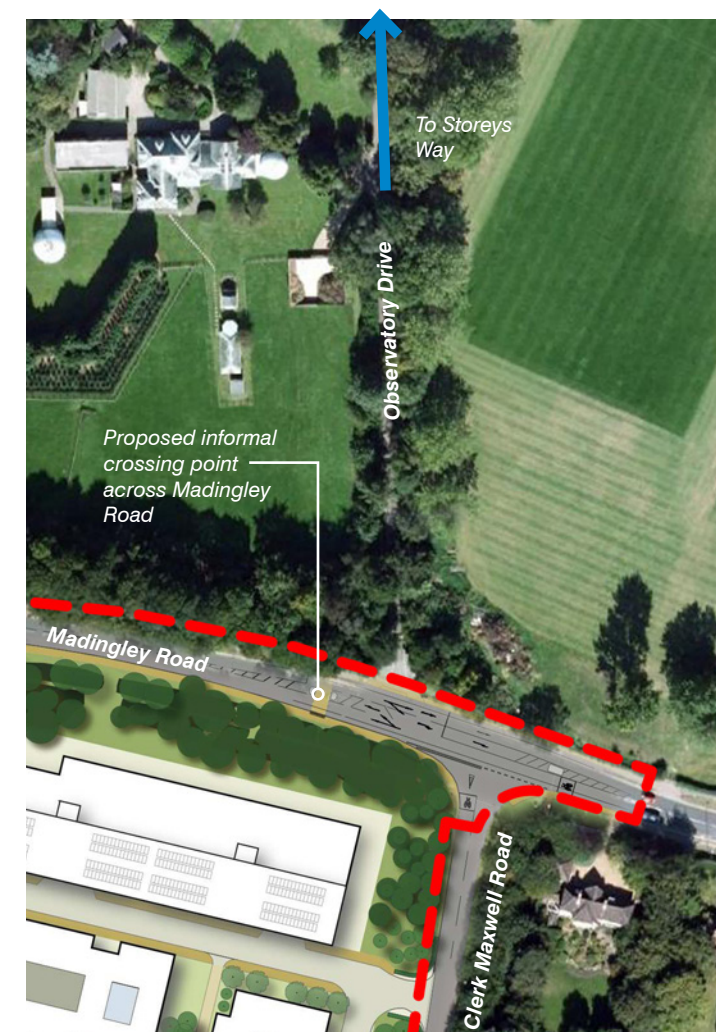 To Storeys
Way
Observatory Drive
Proposed informal
crossing point
across Madingley
Road
Madingley Road
Clerk Maxwell Road